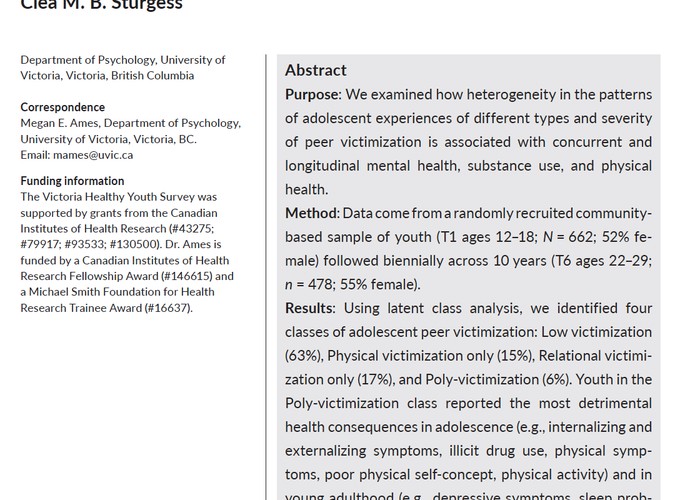 Clea M. B. Sturgess
Department of Psychology, University of
Victoria, Victoria, British Columbia
Correspondence
Megan E. Ames, Department of Psychology,
University of Victoria, Victoria, BC.
Email: mames@uvic.ca
Funding information
The Victoria Healthy Youth Survey was
supported by grants from the Canadian
Institutes of Health Research (#43275;
#79917; #93533; #130500). Dr. Ames is
funded by a Canadian Institutes of Health
Research Fellowship Award (#146615) and
a Michael Smith Foundation for Health
Research Trainee Award (#16637).
Abstract
Purpose: We examined how heterogeneity in the patterns
of adolescent experiences of different types and severity
of peer victimization is associated with concurrent and
longitudinal mental health, substance use, and physical
health.
Method: Data come from a randomly recruited community-
based sample of youth (T1 ages 12–18; N = 662; 52% fe-
male) followed biennially across 10 years (T6 ages 22–29;
n = 478; 55% female).
Results: Using latent class analysis, we identified four
classes of adolescent peer victimization: Low victimization
(63%), Physical victimization only (15%), Relational victimi-
zation only (17%), and Poly-victimization (6%). Youth in the
Poly-victimization class reported the most detrimental
health consequences in adolescence (e.g., internalizing and
externalizing symptoms, illicit drug use, physical symp-
toms, poor physical self-concept, physical activity) and in
young adulthood (e.g., depressive symptoms, sleep prob-